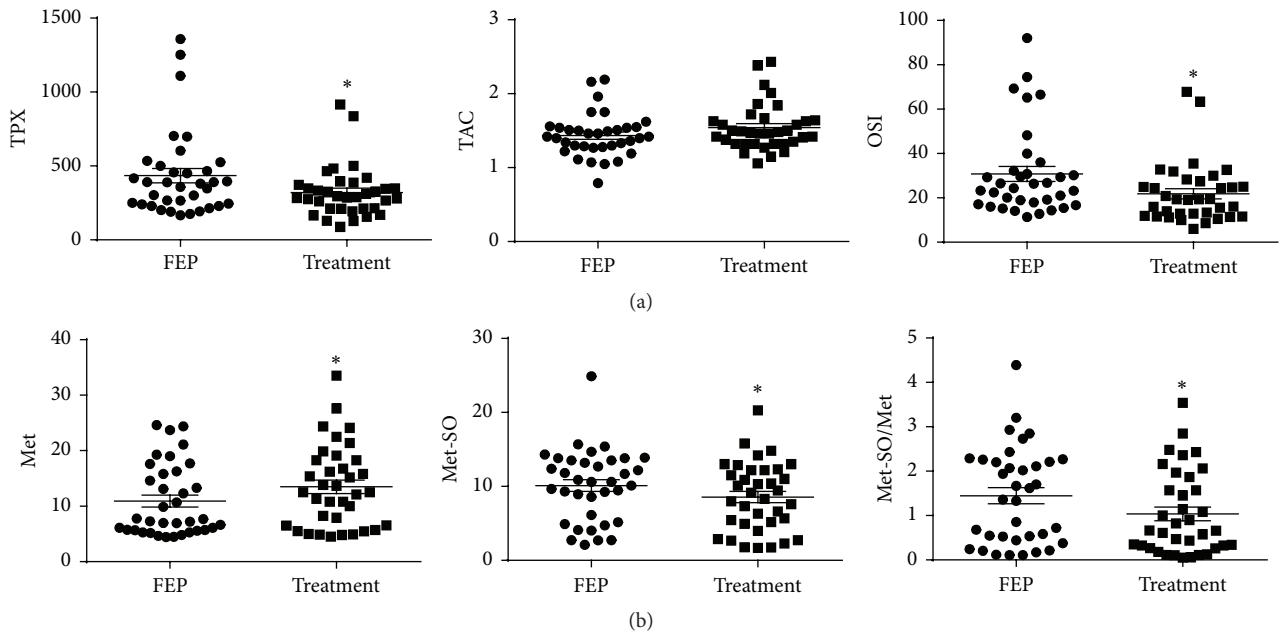 TPX
1500
1000
500
0
*
FEP
Treatment
TAC
3
2
1
0
FEP
Treatment
OSI
100
80
60
40
20
0
*
FEP
Treatment
(a)
Met
40
30
20
10
0
*
FEP
Treatment
Met-SO
30
20
10
0
*
FEP
Treatment
Met-SO/Met
5
4
3
2
1
0
*
FEP
Treatment
(b)